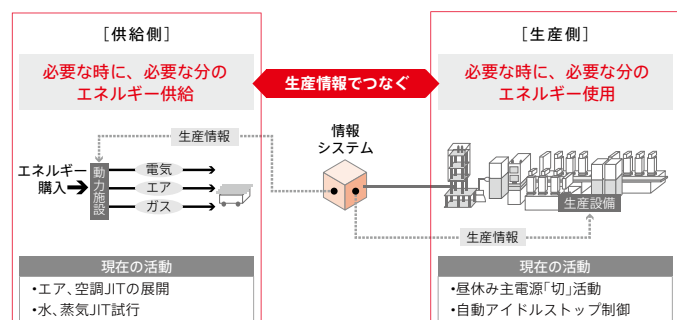 [供給側]
必要な時に、必要な分の
エネルギー供給
生産情報でつなぐ
[生産側]
必要な時に、必要な分の
エネルギー使用
生産情報
情報
システム
エネルギー
購入
動力施設
電気
エア
ガス
生産設備
生産情報
現在の活動
•エア、空調JITの展開
•水、蒸気JIT試行
現在の活動
•昼休み主電源｢切｣活動
•自動アイドルストップ制御